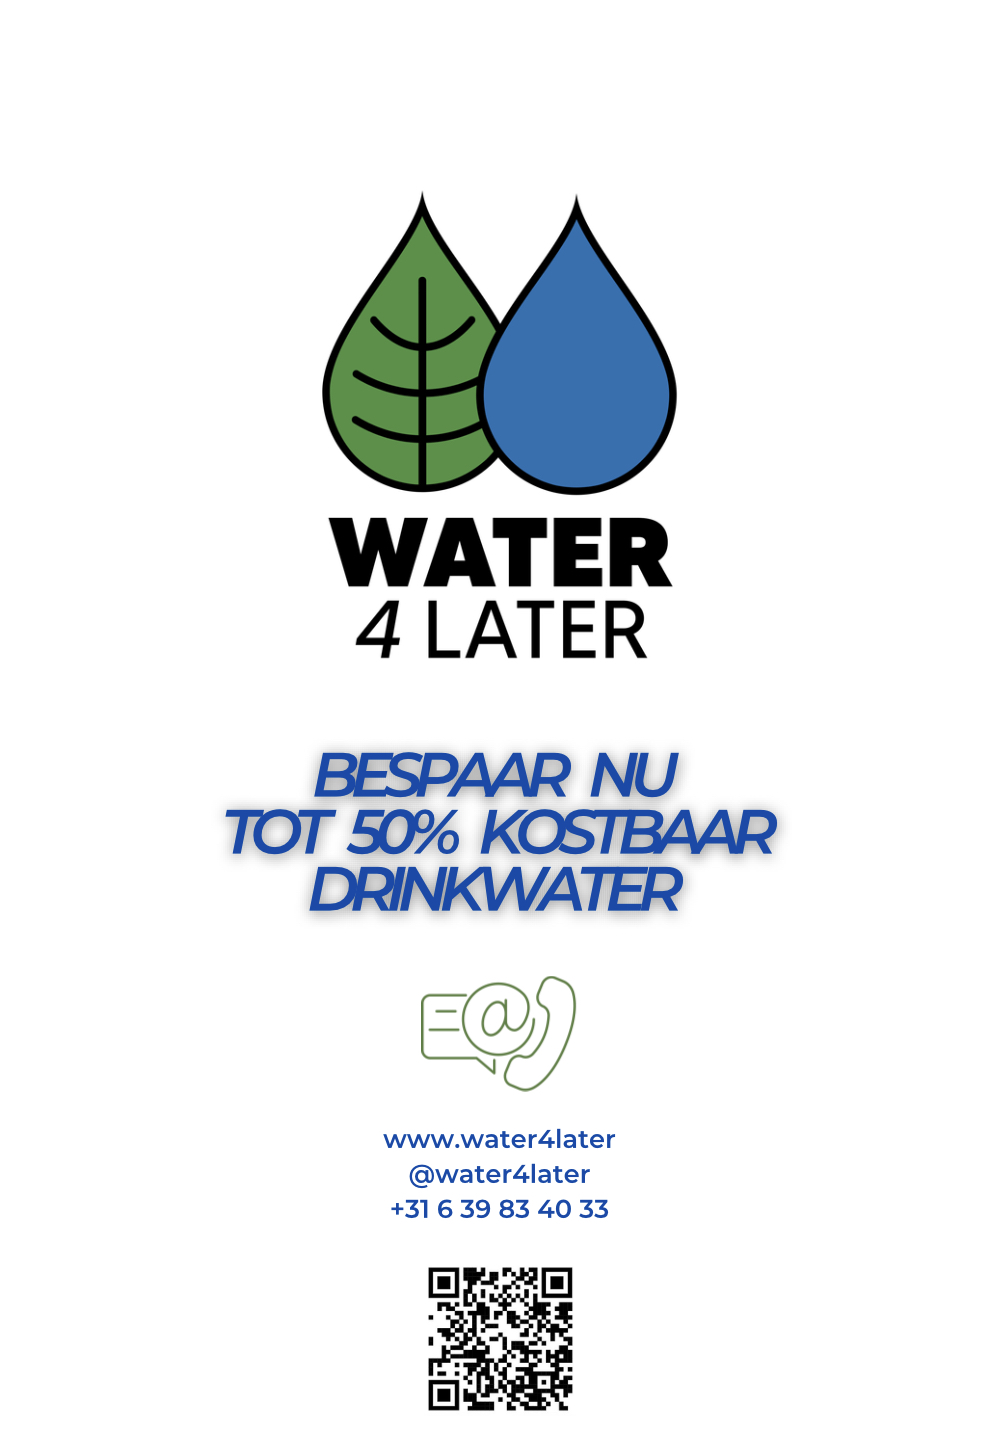 WATER
4 LATER
BESPAAR NU
TOT 50% KOSTBAAR
DRINKWATER
www.water4later
@water4later
+31 6 39 83 40 33